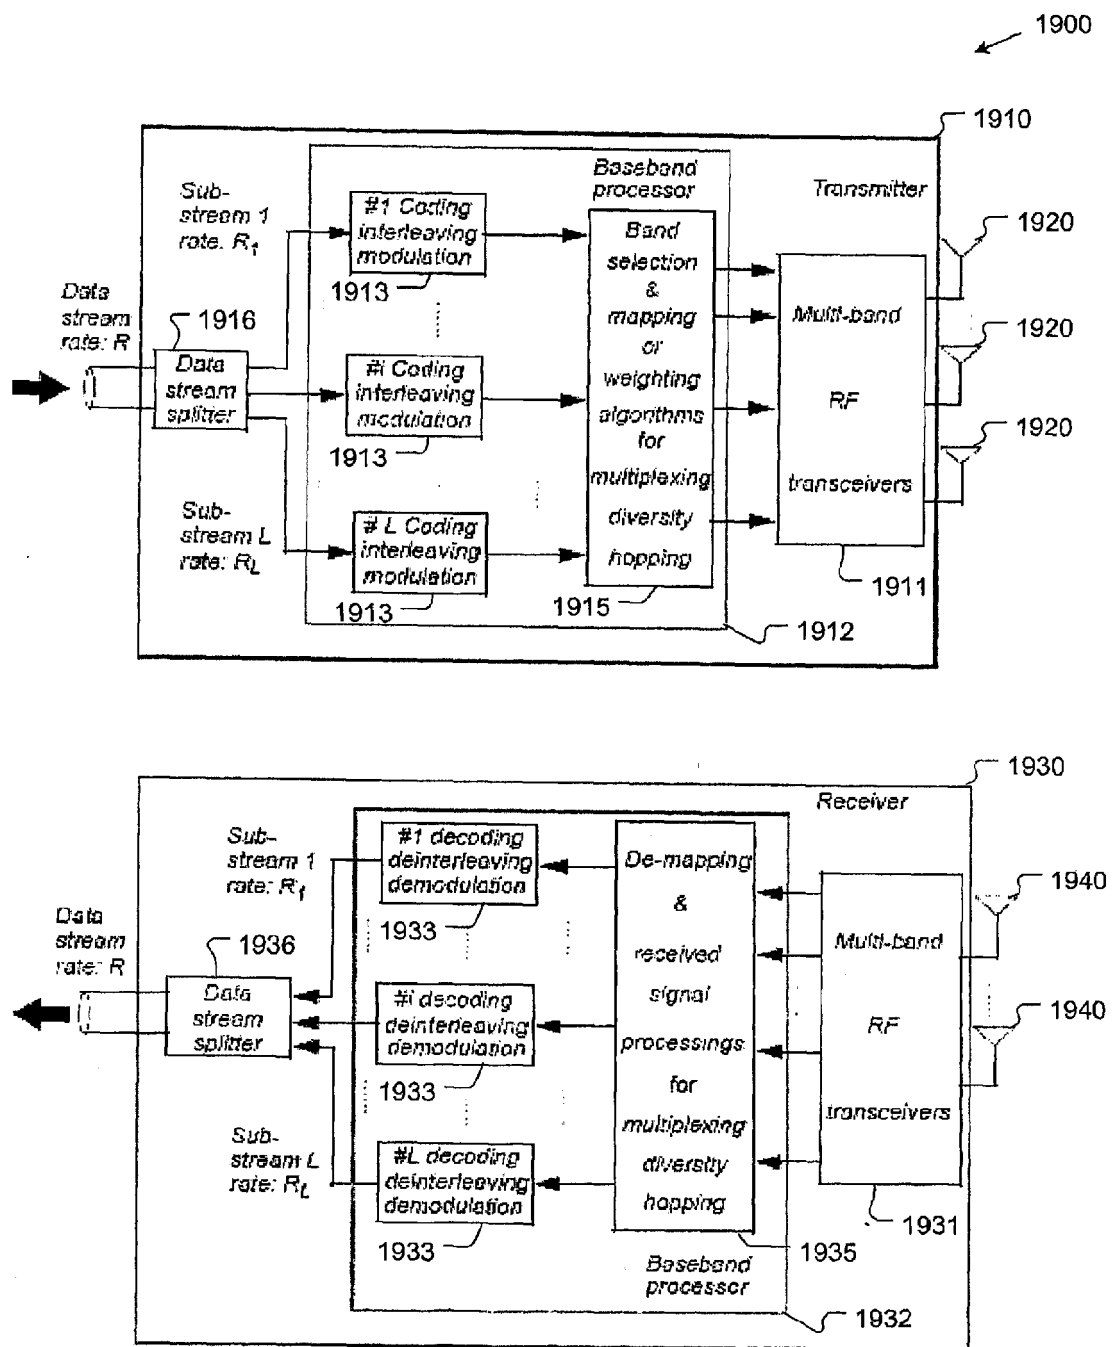 1900
1910
Baseband
processor
Transmitter
Sub-
stream 1
rate: R1
#1 Coding
interleaving
modulation
1913
Band
selection
&
mapping
or
weighting
algorithms
for
multiplexing
diversity
hopping
1920
Data
stream
rate: R
1916
Data
stream
splitter
#i Coding
interleaving
modulation
1913
Multi-band
RF
transceivers
1920
1920
Sub-
stream L
rate: RL
# L Coding
interleaving
modulation
1913
1915
1911
1912
1930
Receiver
Sub-
stream 1
rate: R1
#1 decoding
deinterleaving
demodulation
1933
De-mapping
&
received
signal
processings
for
multiplexing
diversity
hopping
1940
Data
stream
rate: R
1936
Data
stream
splitter
#i decoding
deinterleaving
demodulation
1933
Multi-band
RF
transceivers
1940
Sub-
stream L
rate: RL
#L decoding
deinterleaving
demodulation
1933
1935
1931
Baseband
processor
1932